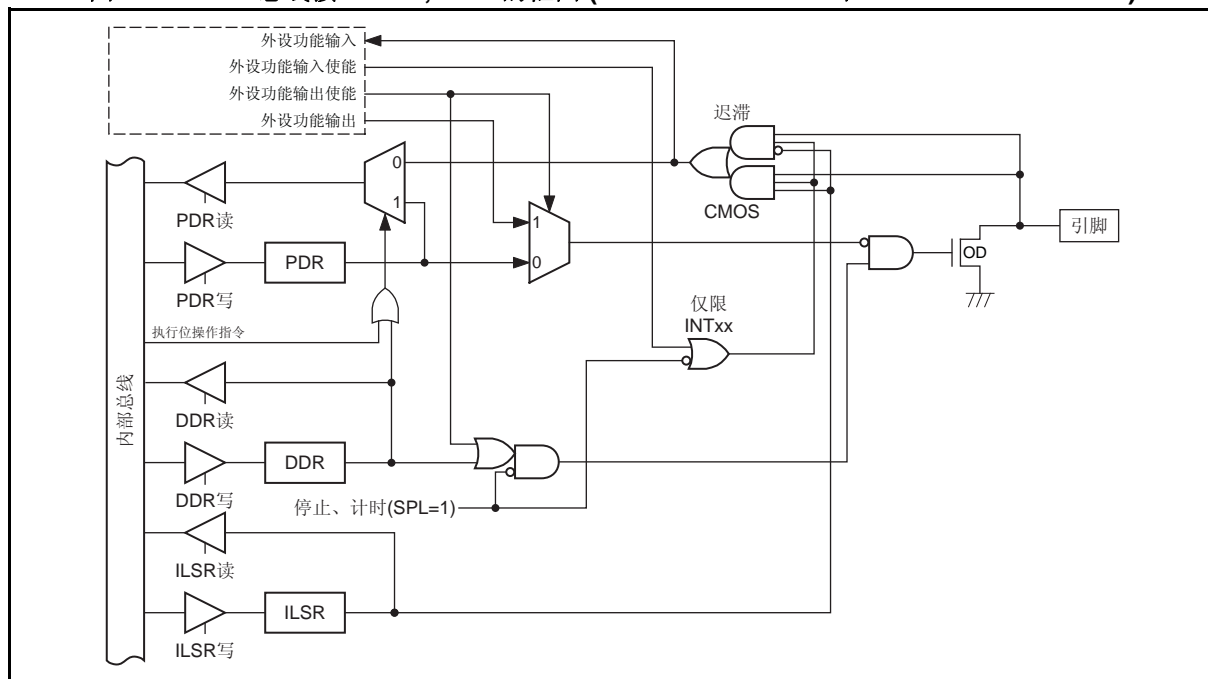 外设功能输入
外设功能输入使能
外设功能输出使能
外设功能输出
迟滞
0
1
CMOS
PDR读
1
引脚
PDR
0
OD
PDR写
仅限
INTxx
执行位操作指令
内部总线
DDR读
DDR
DDR写
停止、计时(SPL=1)
ILSR读
ILSR
ILSR写